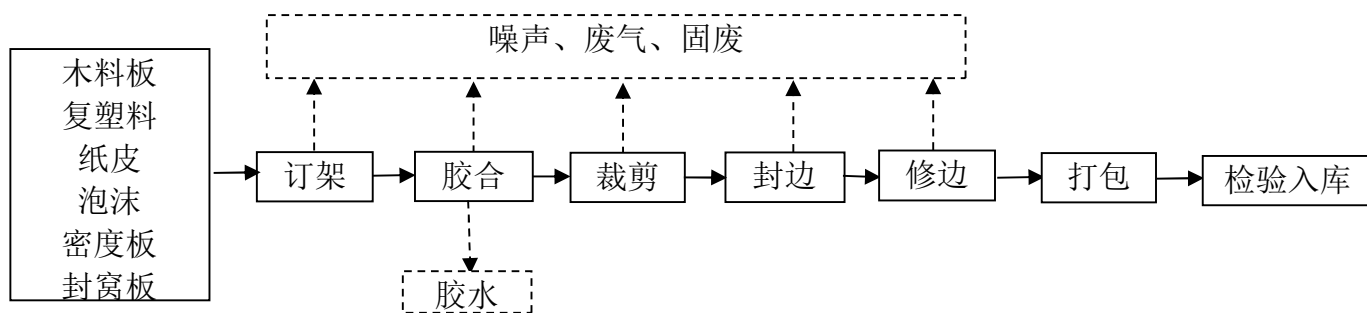 噪声、废气、固废
木料板
复塑料
纸皮
泡沫
密度板
封窝板
订架
胶合
裁剪
封边
修边
打包
检验入库
胶水